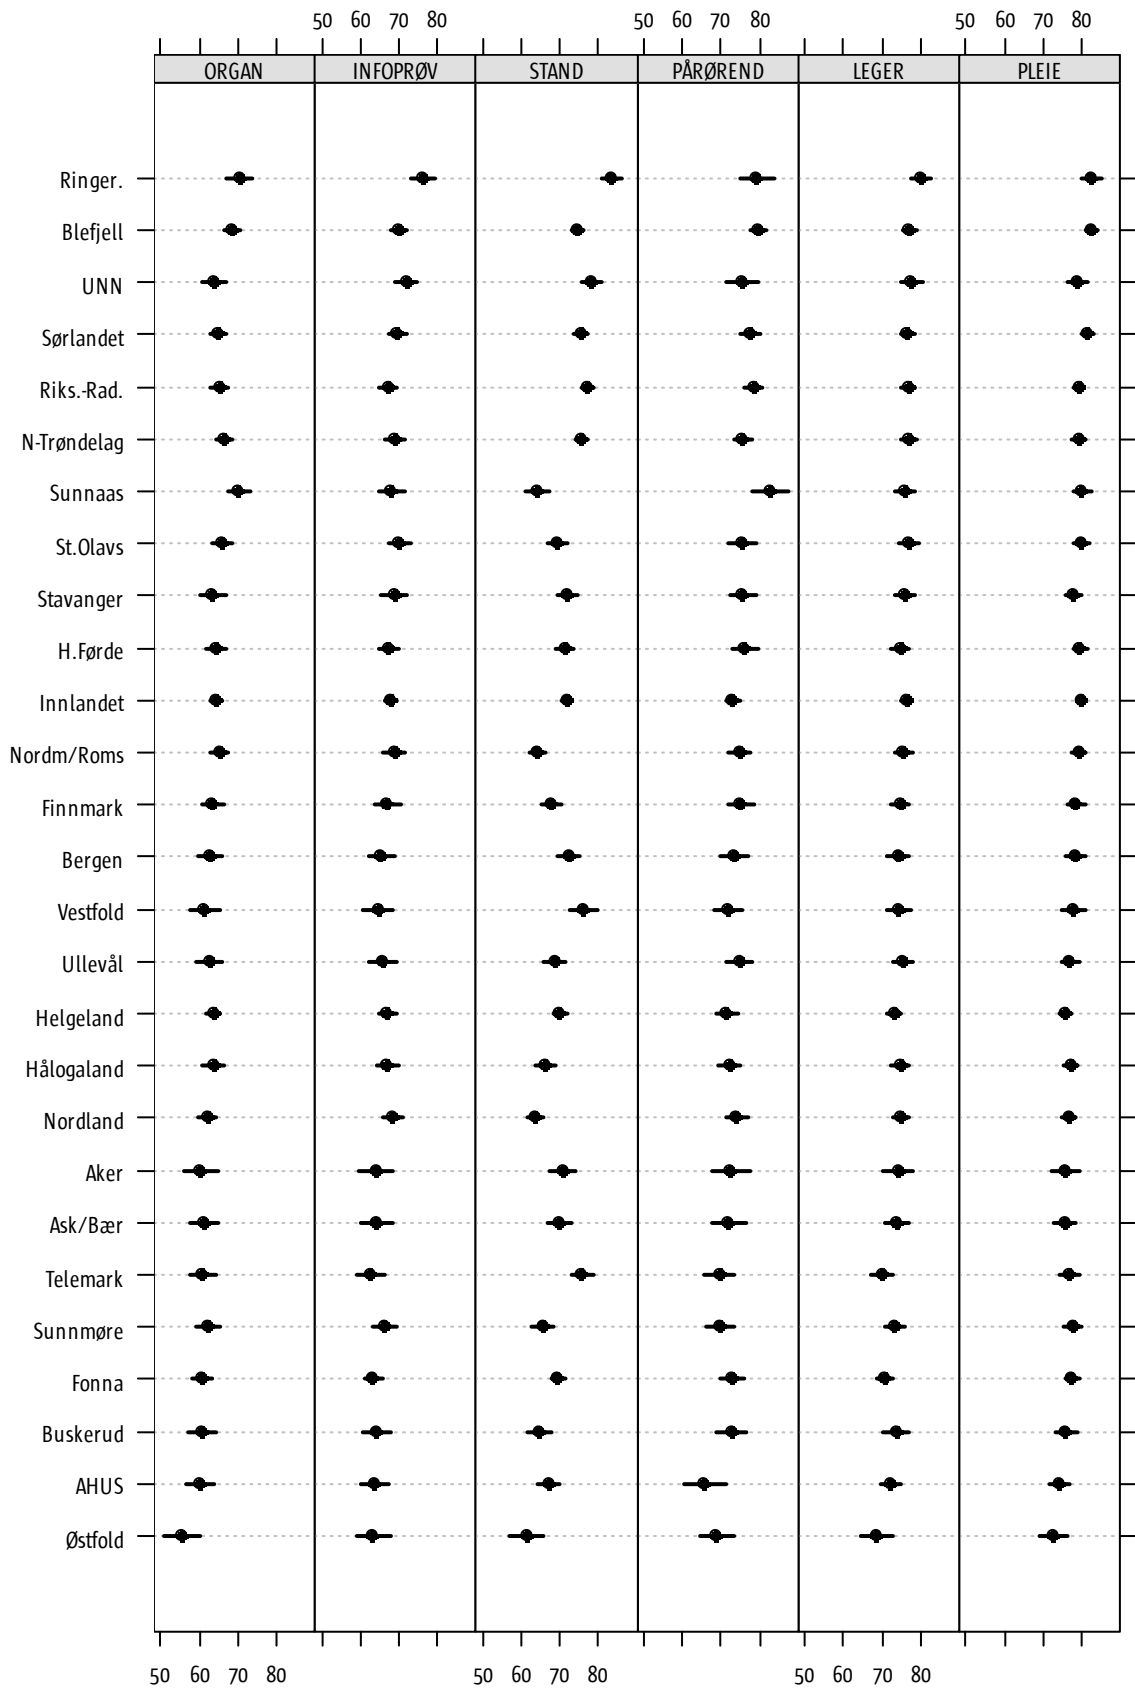 50 60 70 80 50 60 70 80 50 60 70 80
ORGAN INFOPRØV STAND PÅRØREND LEGER PLEIE
Ringer.
Blefjell
UNN
Sørlandet
Riks.-Rad.
N-Trøndelag
Sunnaas
St.Olavs
Stavanger
H.Førde
Innlandet
Nordm/Roms
Finnmark
Bergen
Vestfold
Ullevål
Helgeland
Hålogaland
Nordland
Aker
Ask/Bær
Telemark
Sunnmøre
Fonna
Buskerud
AHUS
Østfold
50 60 70 80 50 60 70 80 50 60 70 80